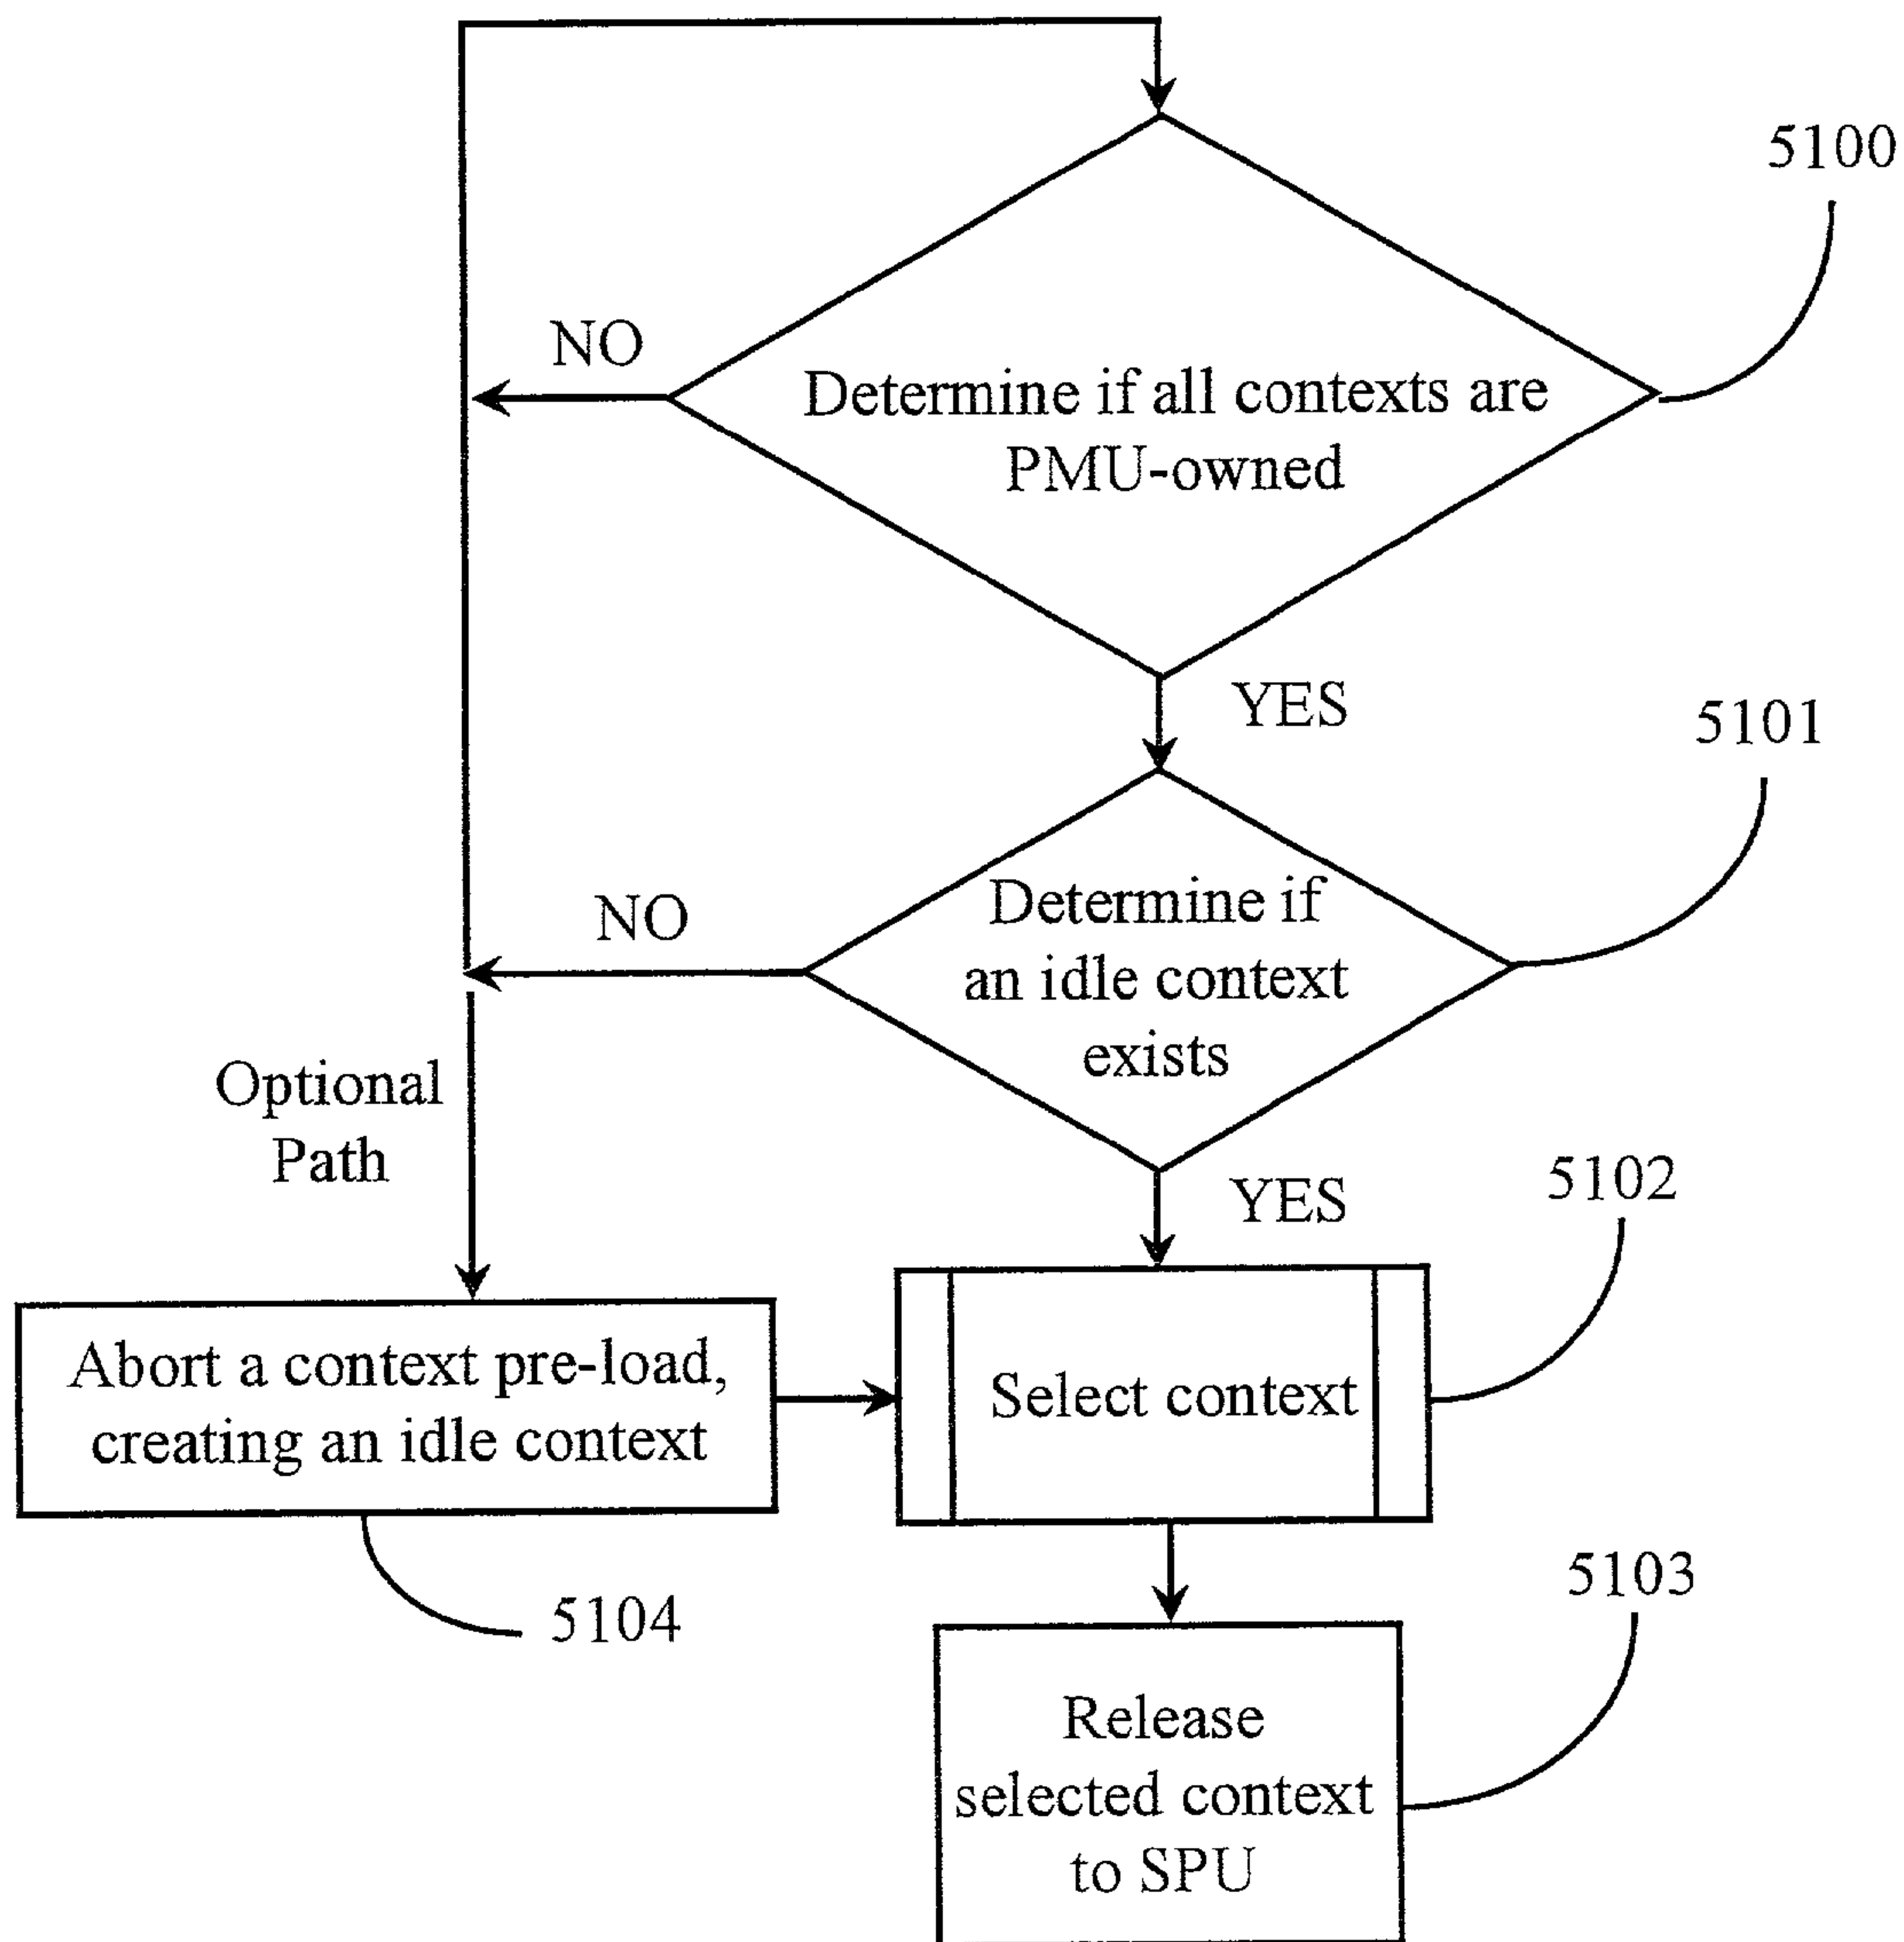 5100
NO
Determine if all contexts are
PMU-owned
YES
5101
NO
Determine if
an idle context
exists
Optional
Path
YES
5102
Abort a context pre-load,
creating an idle context
Select context
5104
5103
Release
selected context
to SPU